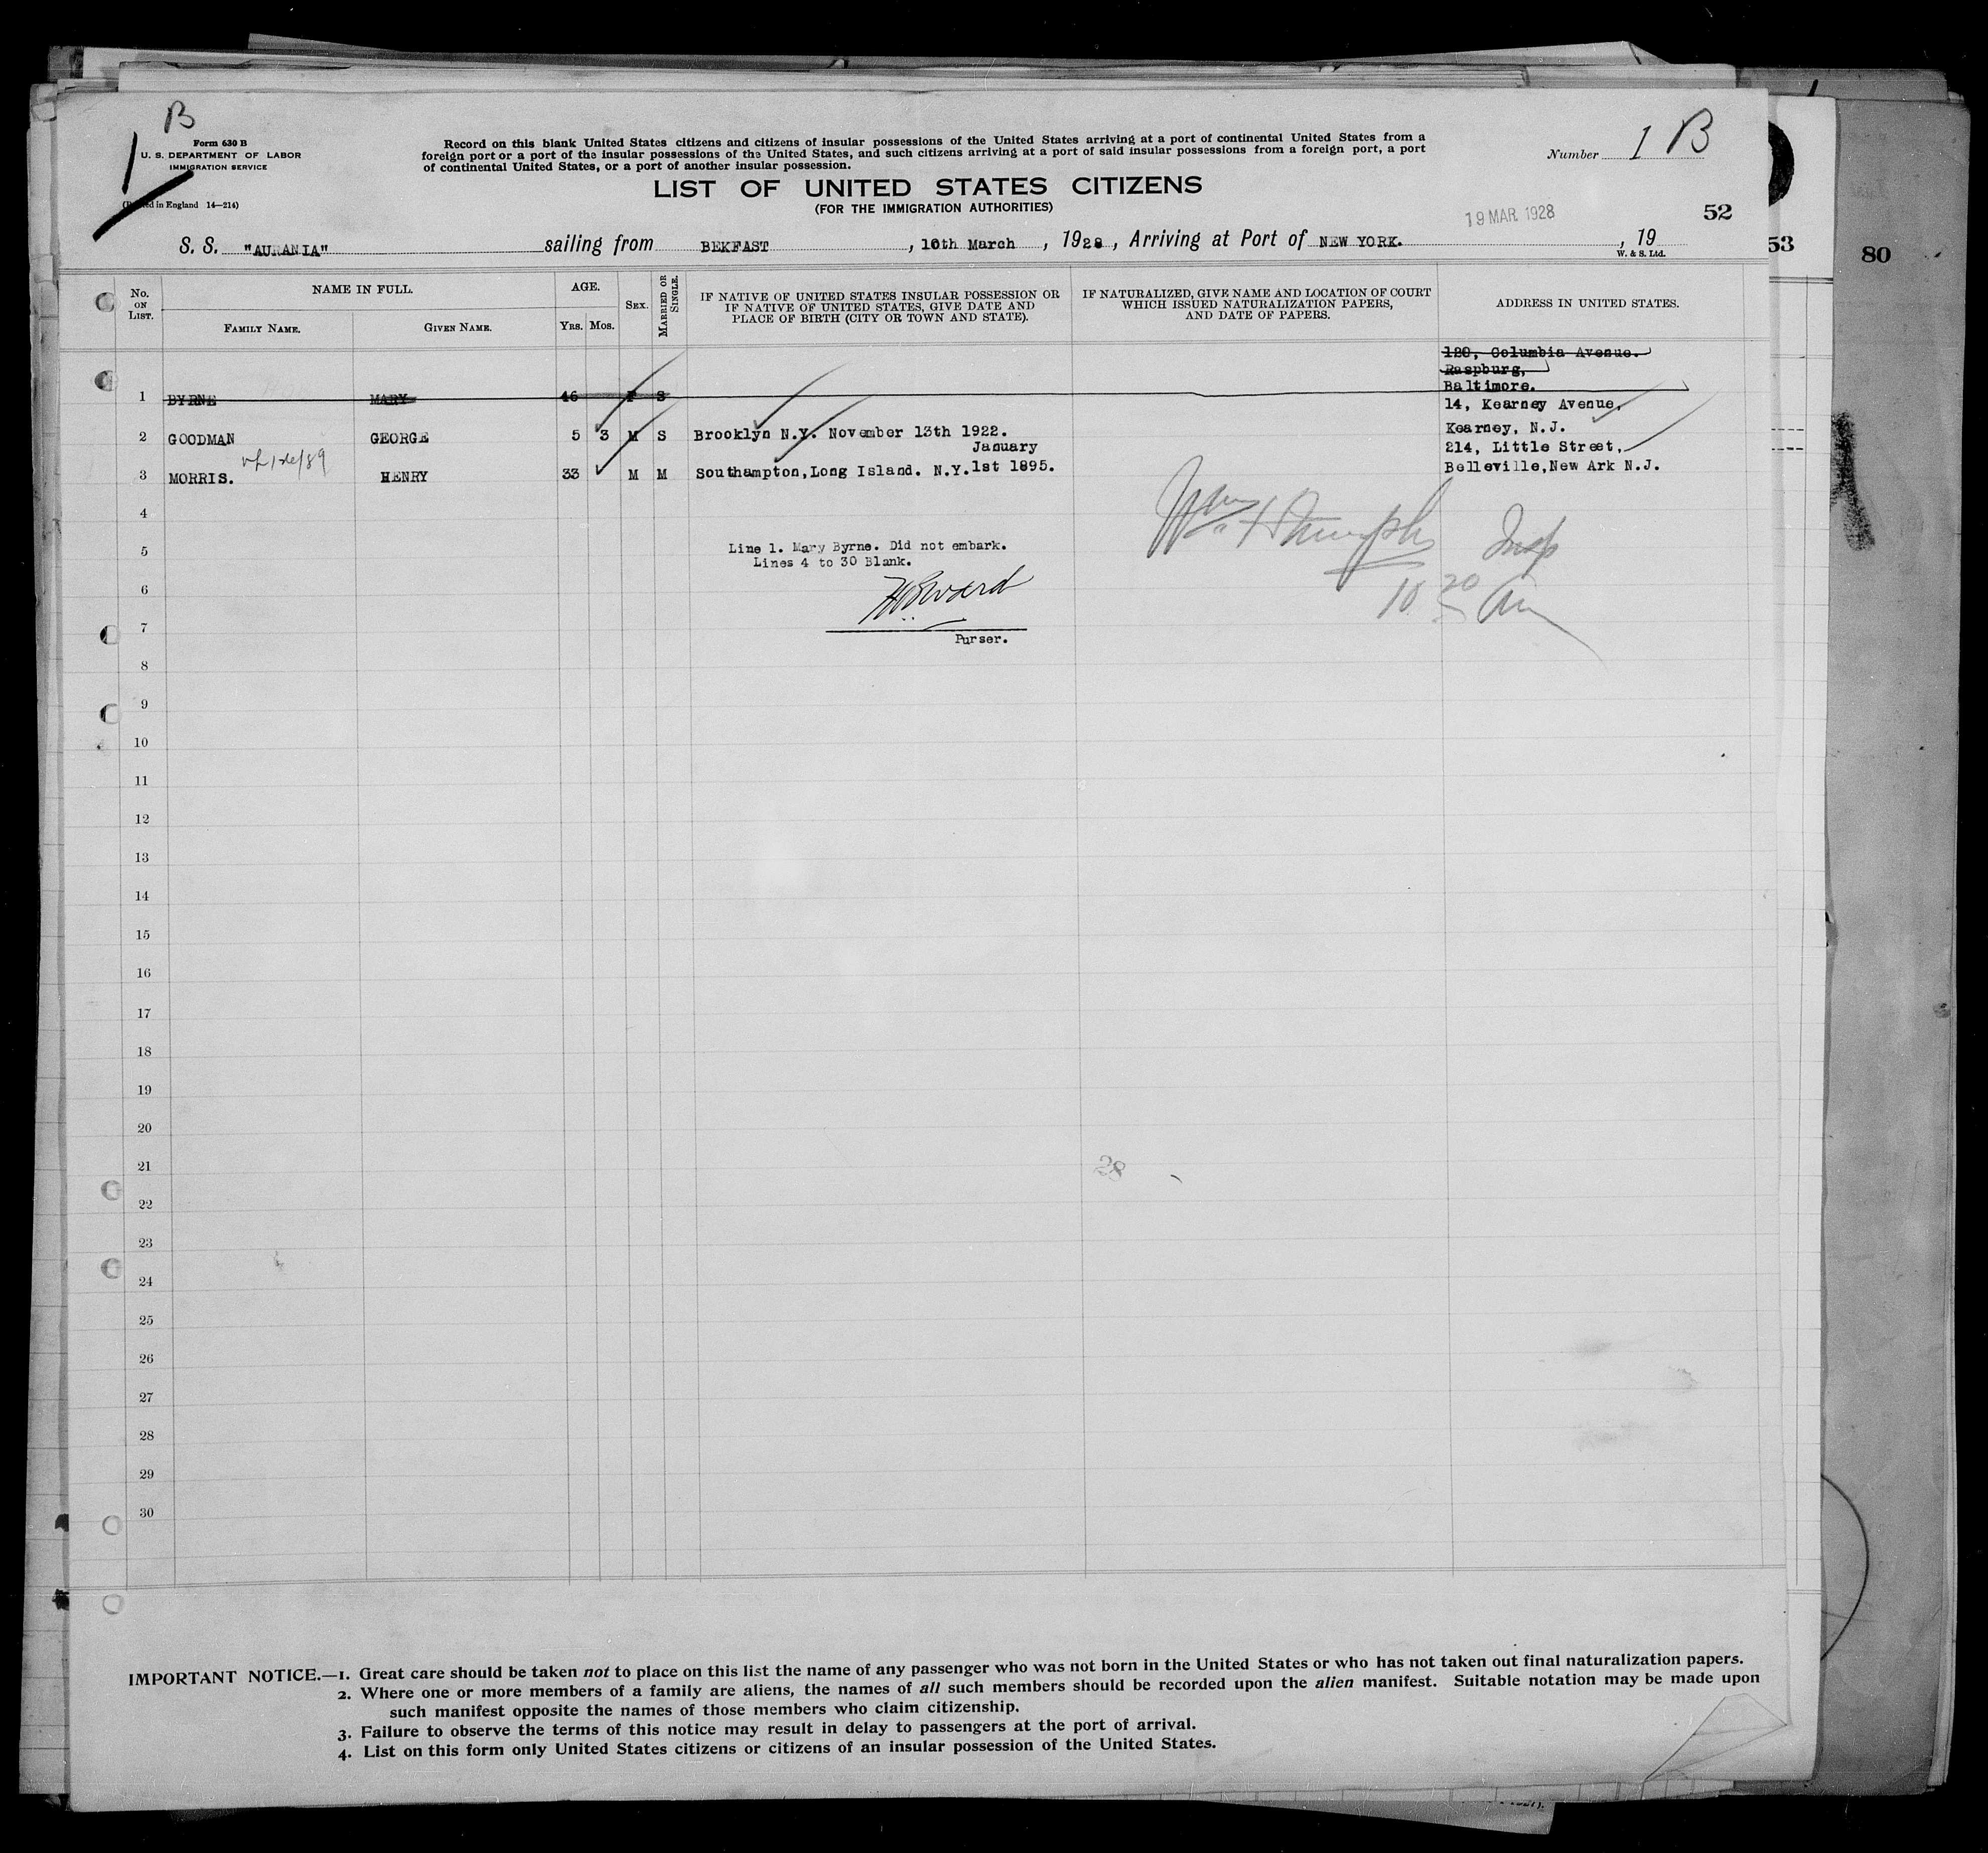 B
Form 630 B
U. S. DEPARTMENT OF LABOR
IMMIGRATION SERVICE
in England 14—214)
Record on this blank United States citizens and citizens of insular possessions of the United States arriving at a port of continental United States from a
foreign port or a port of the insular possessions of the United States, and such citizens arriving at a port of said insular possessions from a foreign port, a port
of continental United States, or a port of another insular possession.
Number 1 B
LIST OF UNITED STATES CITIZENS
(FOR THE IMMIGRATION AUTHORITIES)
19 MAR 1928
52
53
80
S. S. "AURANIA" sailing from BEKFAST, 10th March, 1928, Arriving at Port of NEW YORK. , 19
W. & S. Ltd.
No. ON LIST.
NAME IN FULL.
FAMILY NAME. GIVEN NAME.
AGE.
Yrs. Mos.
SEX.
MARRIED OR SINGLE.
IF NATIVE OF UNITED STATES INSULAR POSSESSION OR
IF NATIVE OF UNITED STATES, GIVE DATE AND
PLACE OF BIRTH (CITY OR TOWN AND STATE).
IF NATURALIZED, GIVE NAME AND LOCATION OF COURT
WHICH ISSUED NATURALIZATION PAPERS,
AND DATE OF PAPERS.
ADDRESS IN UNITED STATES.
120, Columbia Avenue.
Raspburg,
Baltimore.
1 BYRNE MARY 46 F S
14, Kearney Avenue,
2 GOODMAN GEORGE 5 3 M S Brooklyn N.Y. November 13th 1922. Kearney, N.J.
January 214, Little Street,
3 MORRIS. HENRY 33 M M Southampton,Long Island. N.Y.1st 1895. Belleville,New Ark N.J.
4
Line 1. Mary Byrne. Did not embark.
5
Lines 4 to 30 Blank.
Insp
6
10 20 Am
7
Purser.
8
9
10
11
12
13
14
15
16
17
18
19
20
21
28
22
23
24
25
26
27
28
29
30
IMPORTANT NOTICE.—1. Great care should be taken not to place on this list the name of any passenger who was not born in the United States or who has not taken out final naturalization papers.
2. Where one or more members of a family are aliens, the names of all such members should be recorded upon the alien manifest. Suitable notation may be made upon
such manifest opposite the names of those members who claim citizenship.
3. Failure to observe the terms of this notice may result in delay to passengers at the port of arrival.
4. List on this form only United States citizens or citizens of an insular possession of the United States.